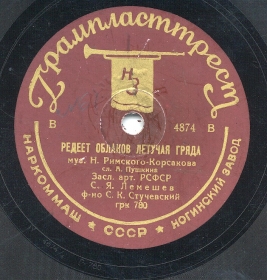 Грампласттрест
НЗ
В 4874 В
РЕДЕЕТ ОБЛАКОВ ЛЕТУЧАЯ ГРЯДА
муз. Н. Римского-Корсакова
сл. А. Пушкина
Засл. арт. РСФСР
С. Я. Лемешев
ф-но С. К. Стучевский
грк 780
НАРКОММАШ ★ СССР ★ НОГИНСКИЙ ЗАВОД